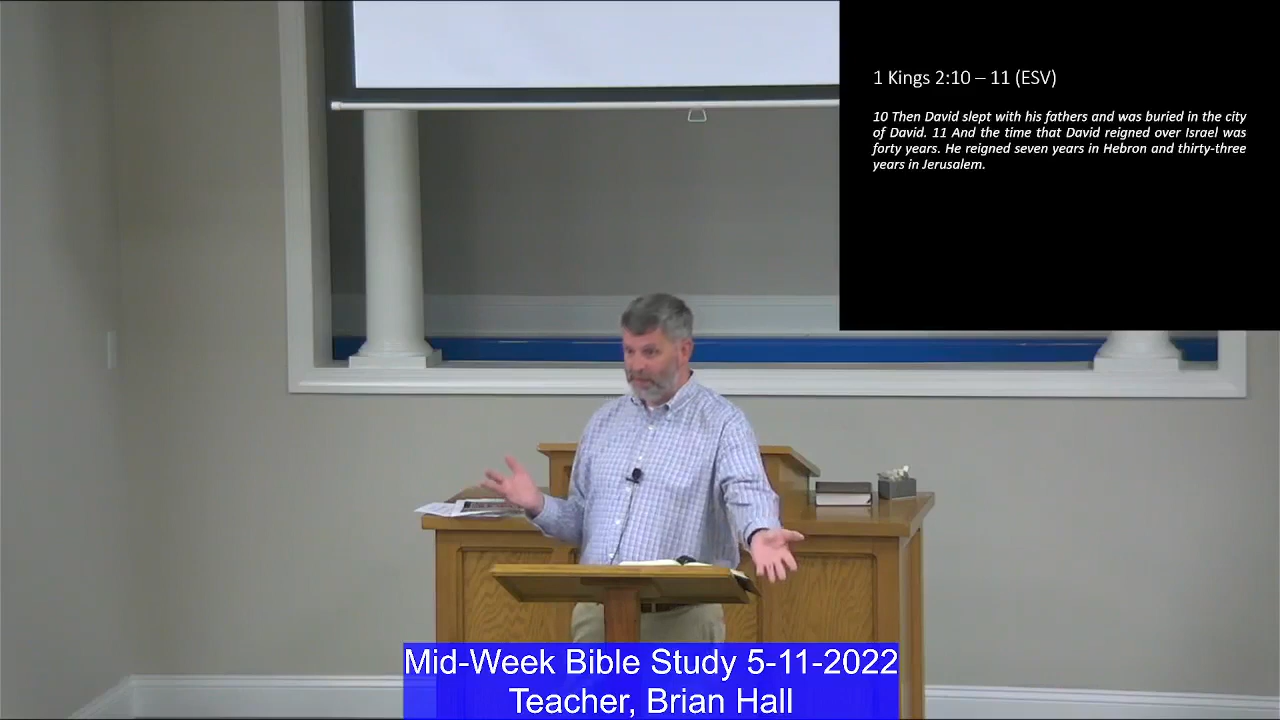 1 Kings 2:10 – 11 (ESV)
10 Then David slept with his fathers and was buried in the city
of David. 11 And the time that David reigned over Israel was
forty years. He reigned seven years in Hebron and thirty-three
years in Jerusalem.
Mid-Week Bible Study 5-11-2022
Teacher, Brian Hall